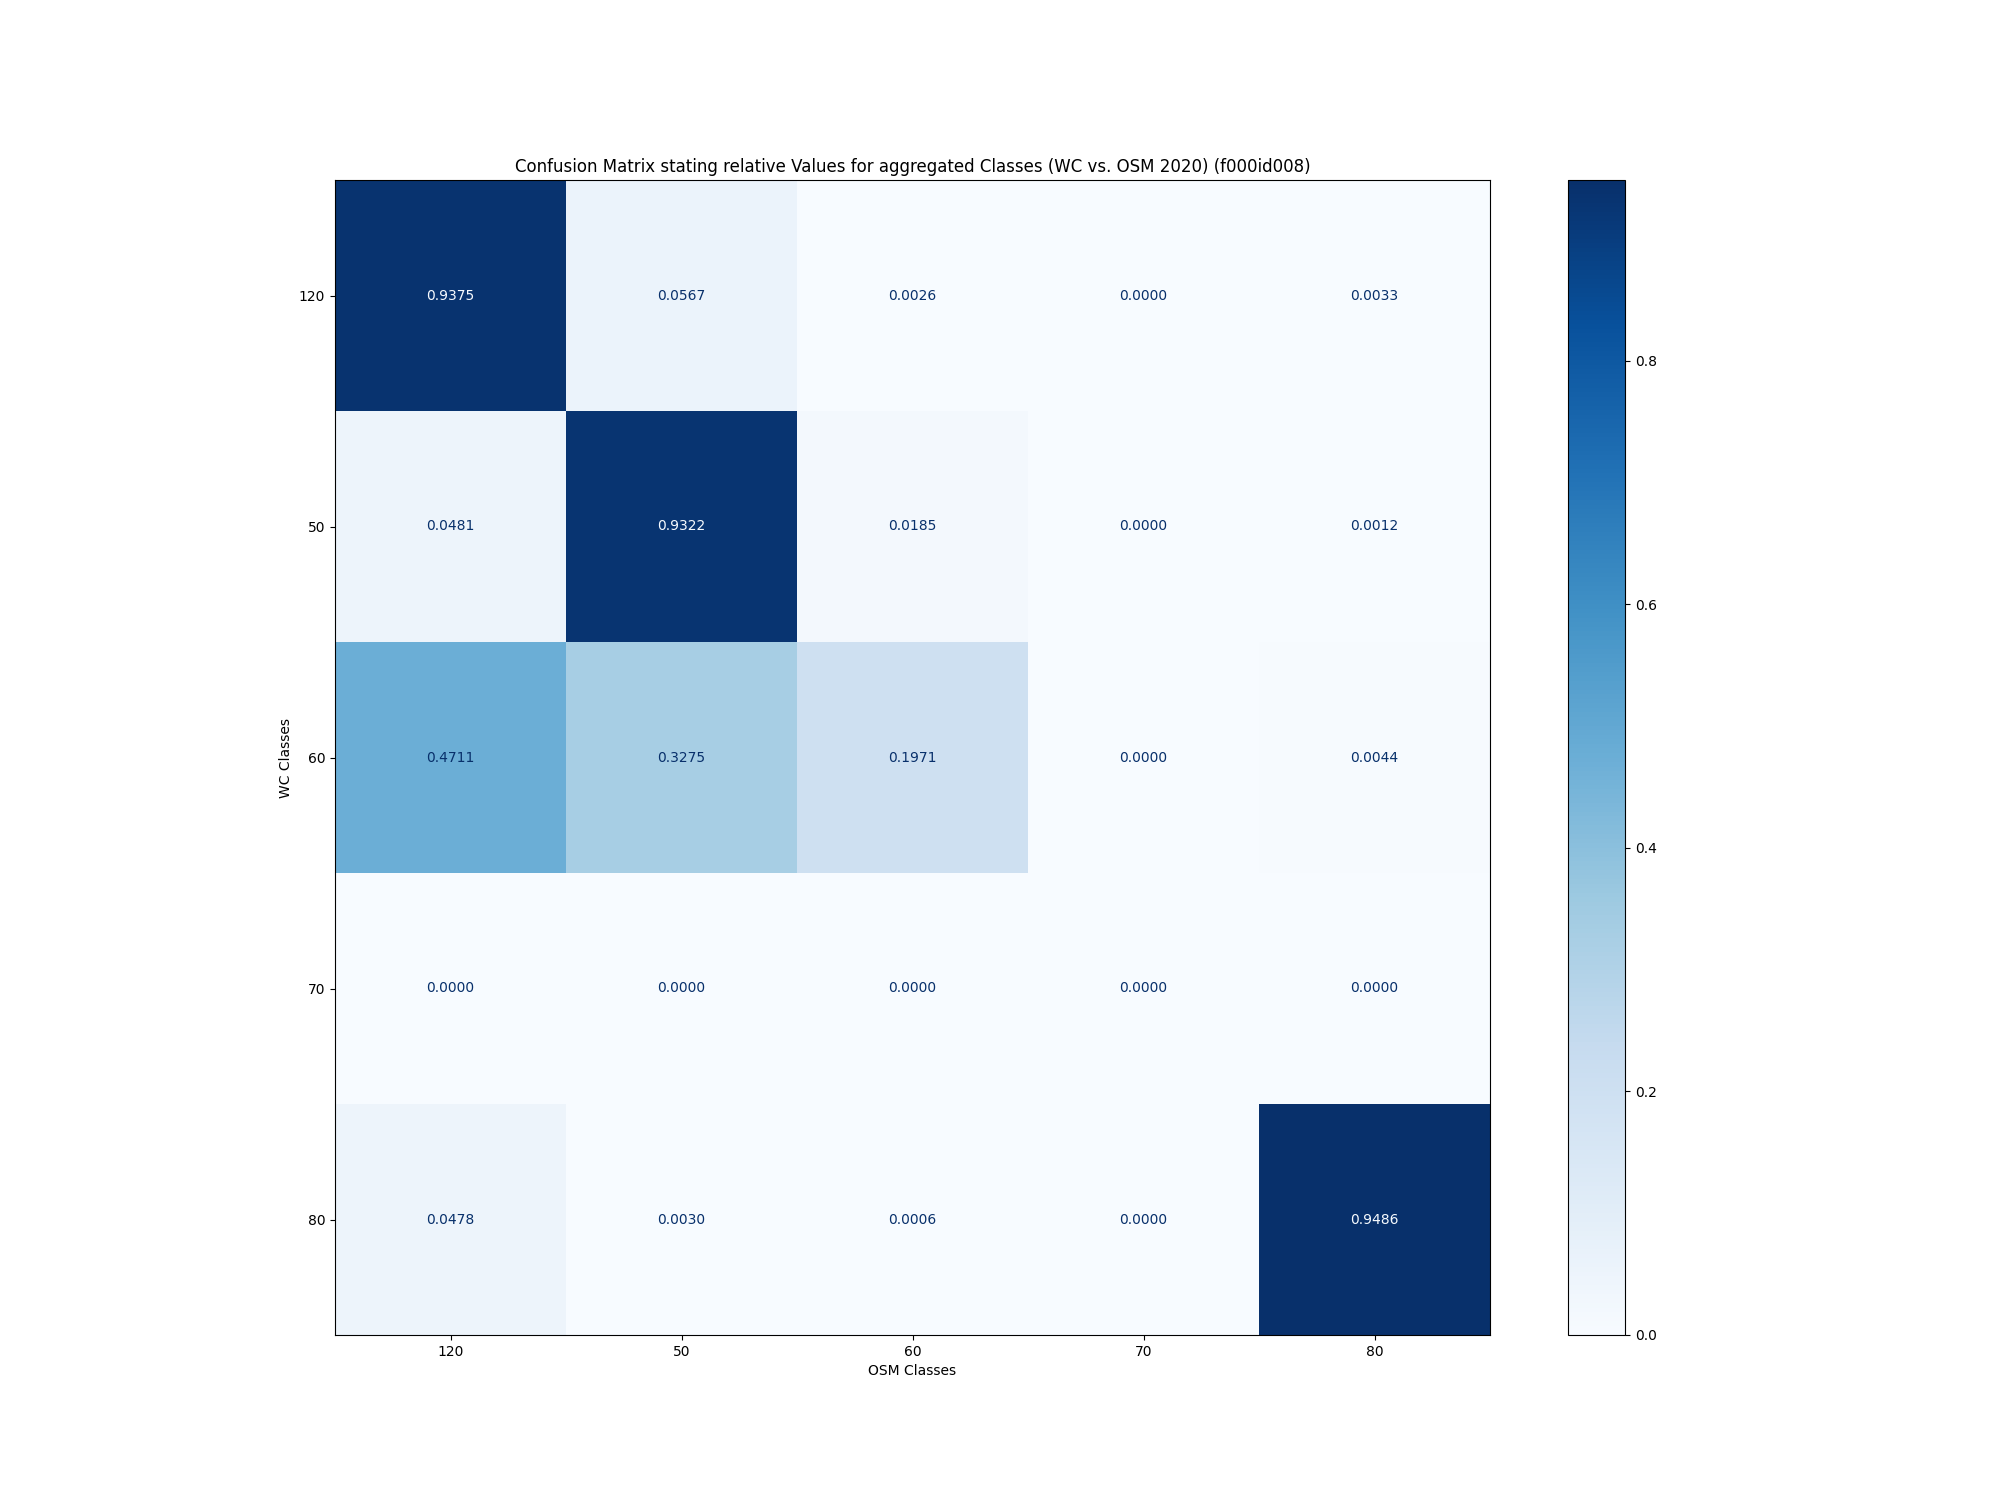 Confusion Matrix stating relative Values for aggregated Classes (WC vs. OSM 2020) (f000id008)
120 0.9375 0.0567 0.0026 0.0000 0.0033
50 0.0481 0.9322 0.0185 0.0000 0.0012
60 0.4711 0.3275 0.1971 0.0000 0.0044
70 0.0000 0.0000 0.0000 0.0000 0.0000
80 0.0478 0.0030 0.0006 0.0000 0.9486
120 50 60 70 80
WC Classes
OSM Classes
0.8
0.6
0.4
0.2
0.0